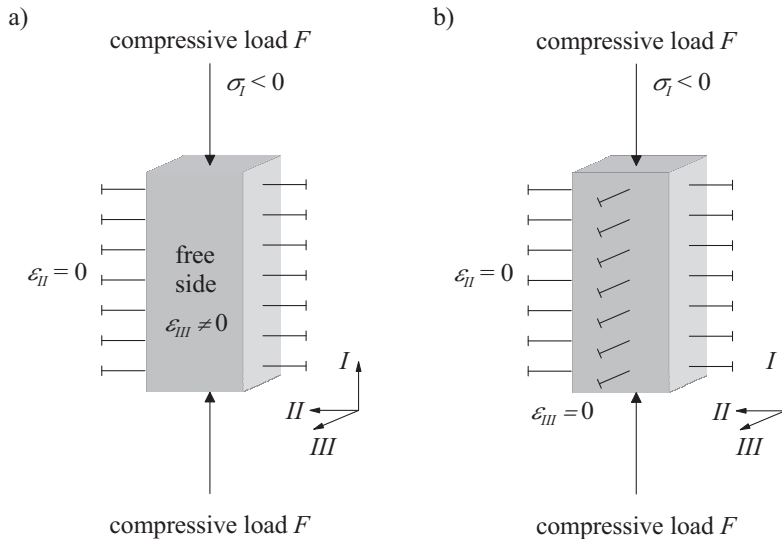 a)
compressive load F
σ_I < 0
ε_II = 0
free
side
ε_III ≠ 0
I
II
III
compressive load F
b)
compressive load F
σ_I < 0
ε_II = 0
ε_III = 0
I
II
III
compressive load F